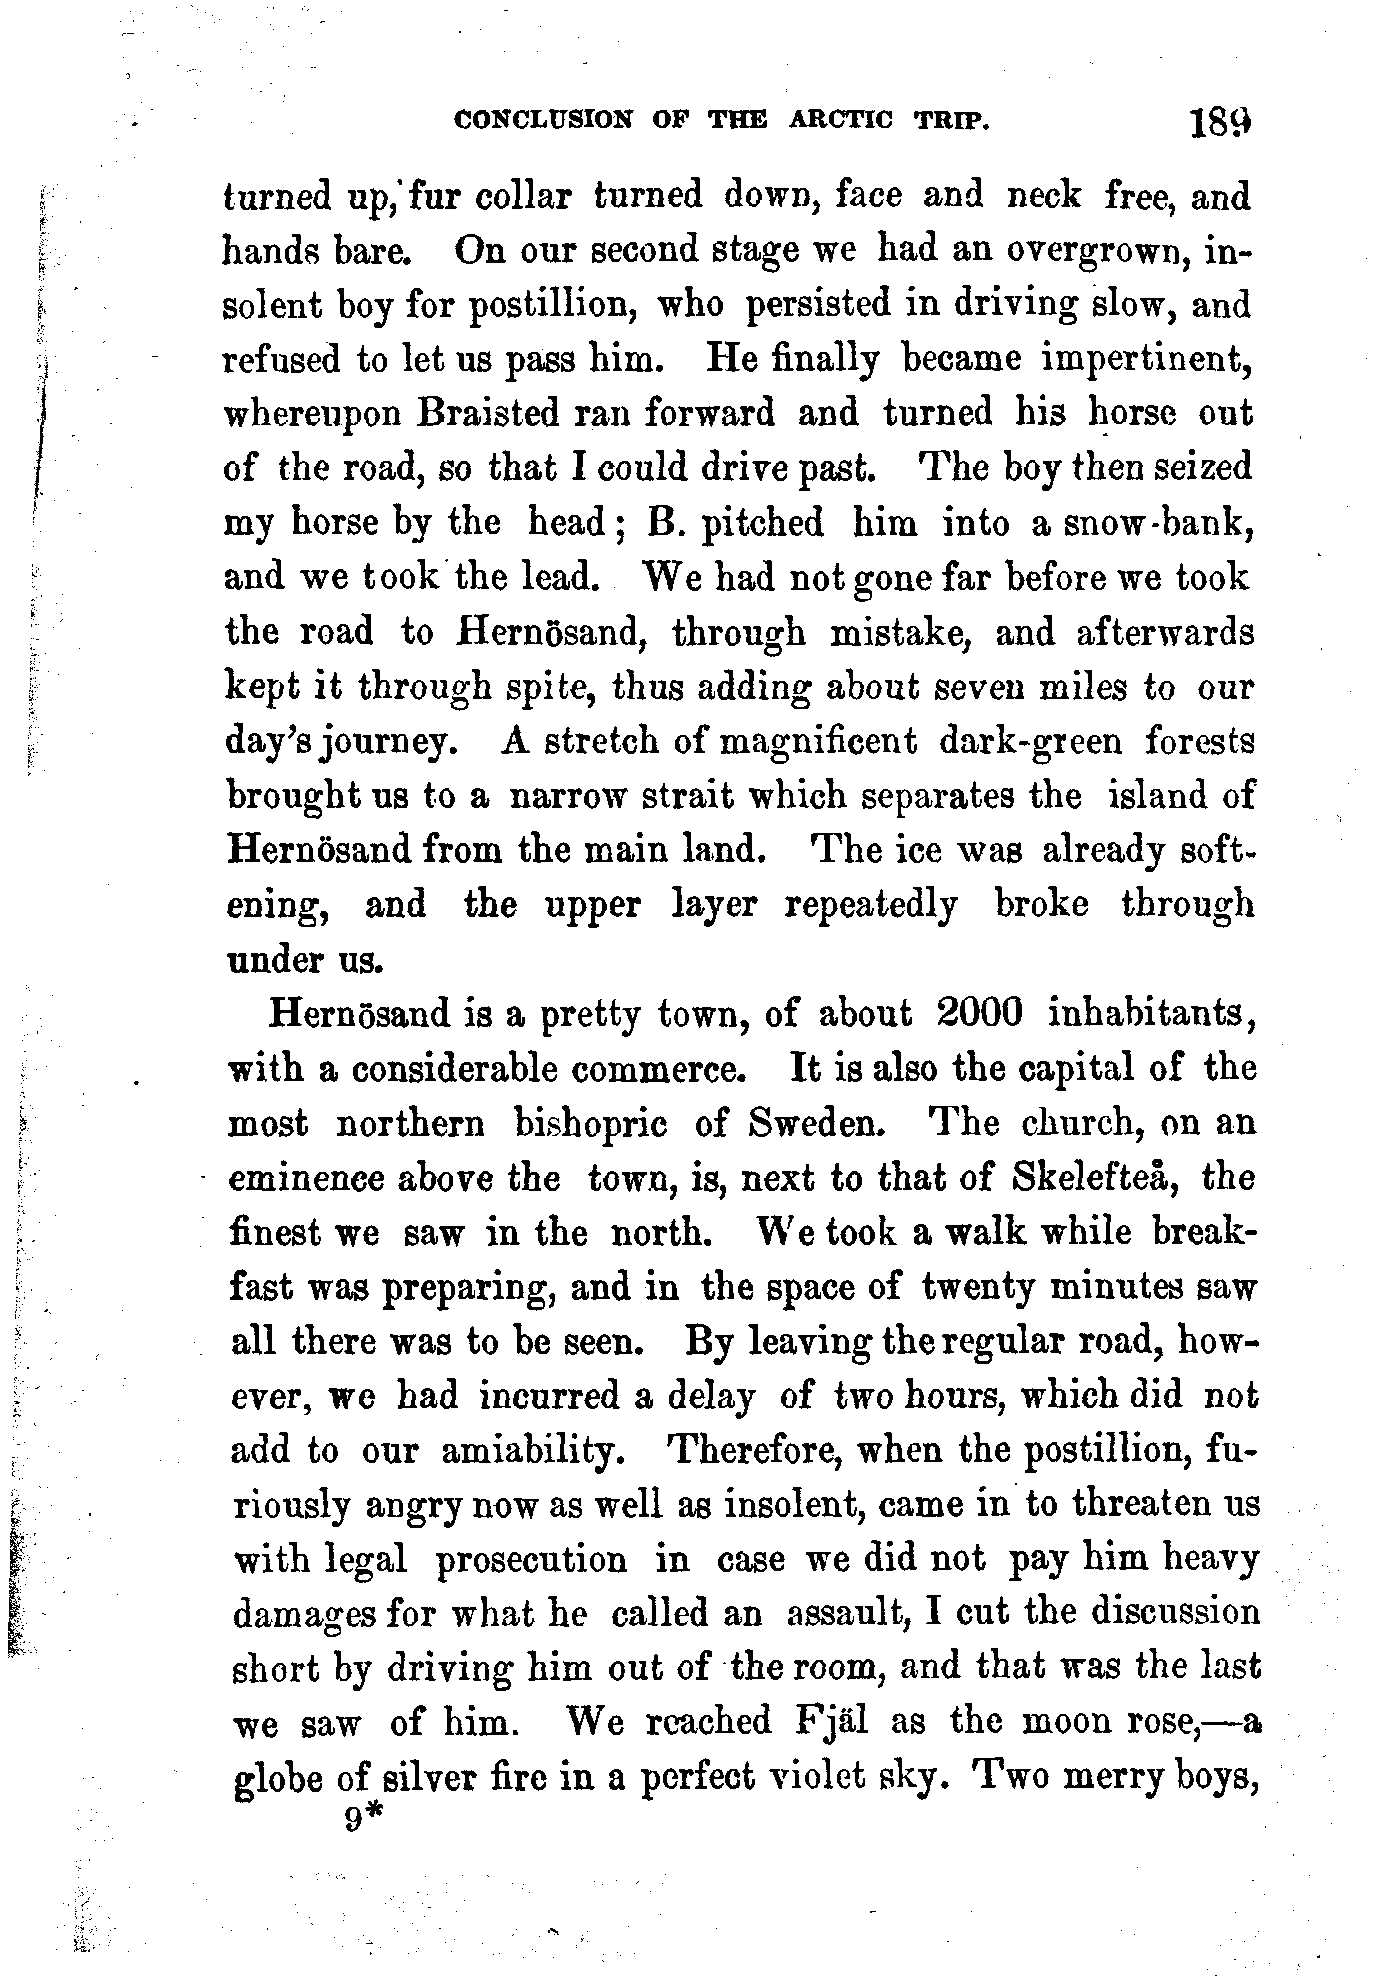 CONCLUSION OF THE ARCTIC TRIP. 189
turned up, fur collar turned down, face and neck free, and
hands bare. On our second stage we had an overgrown, in-
solent boy for postillion, who persisted in driving slow, and
refused to let us pass him. He finally became impertinent,
whereupon Braisted ran forward and turned his horse out
of the road, so that I could drive past. The boy then seized
my horse by the head; B. pitched him into a snow-bank,
and we took the lead. We had not gone far before we took
the road to Hernösand, through mistake, and afterwards
kept it through spite, thus adding about seven miles to our
day's journey. A stretch of magnificent dark-green forests
brought us to a narrow strait which separates the island of
Hernösand from the main land. The ice was already soft-
ening, and the upper layer repeatedly broke through
under us.
Hernösand is a pretty town, of about 2000 inhabitants,
with a considerable commerce. It is also the capital of the
most northern bishopric of Sweden. The church, on an
eminence above the town, is, next to that of Skelefteå, the
finest we saw in the north. We took a walk while break-
fast was preparing, and in the space of twenty minutes saw
all there was to be seen. By leaving the regular road, how-
ever, we had incurred a delay of two hours, which did not
add to our amiability. Therefore, when the postillion, fu-
riously angry now as well as insolent, came in to threaten us
with legal prosecution in case we did not pay him heavy
damages for what he called an assault, I cut the discussion
short by driving him out of the room, and that was the last
we saw of him. We reached Fjäl as the moon rose,—a
globe of silver fire in a perfect violet sky. Two merry boys,
9*